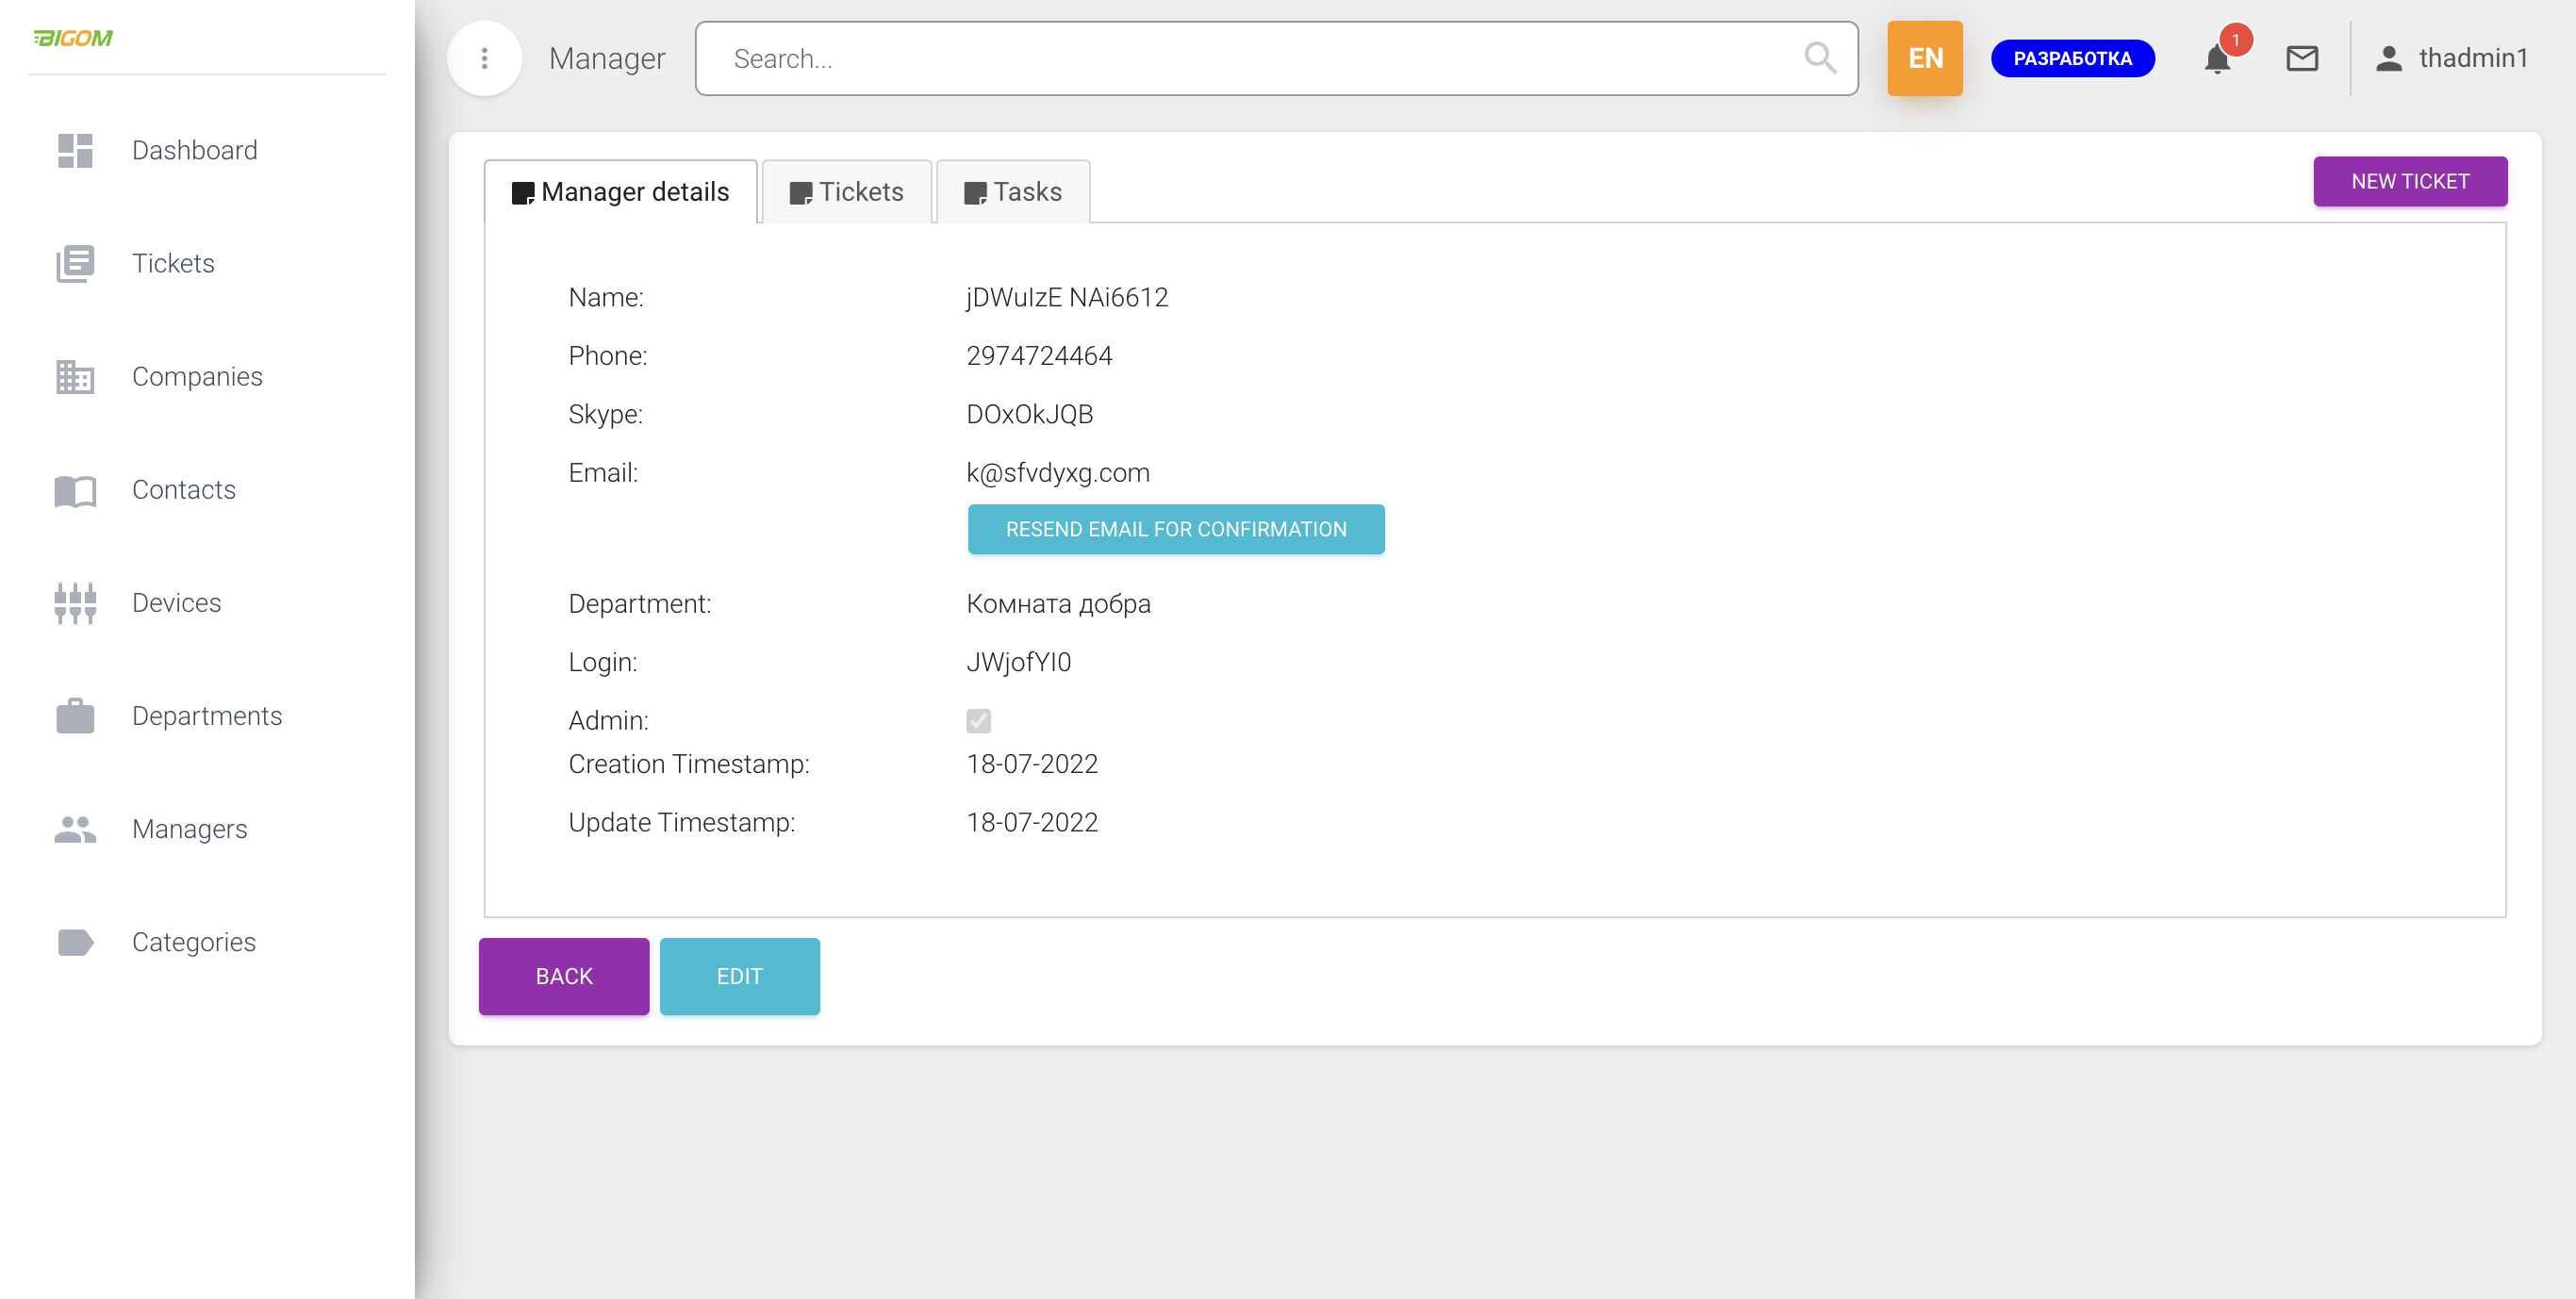 BIGOM
Dashboard
Tickets
Companies
Contacts
Devices
Departments
Managers
Categories
Manager
Search...
EN
РАЗРАБОТКА
1
thadmin1
Manager details
Tickets
Tasks
NEW TICKET
Name: jDWuIzE NAi6612
Phone: 2974724464
Skype: DOxOkJQB
Email: k@sfvdyxg.com
RESEND EMAIL FOR CONFIRMATION
Department: Комната добра
Login: JWjofYI0
Admin:
Creation Timestamp: 18-07-2022
Update Timestamp: 18-07-2022
BACK
EDIT